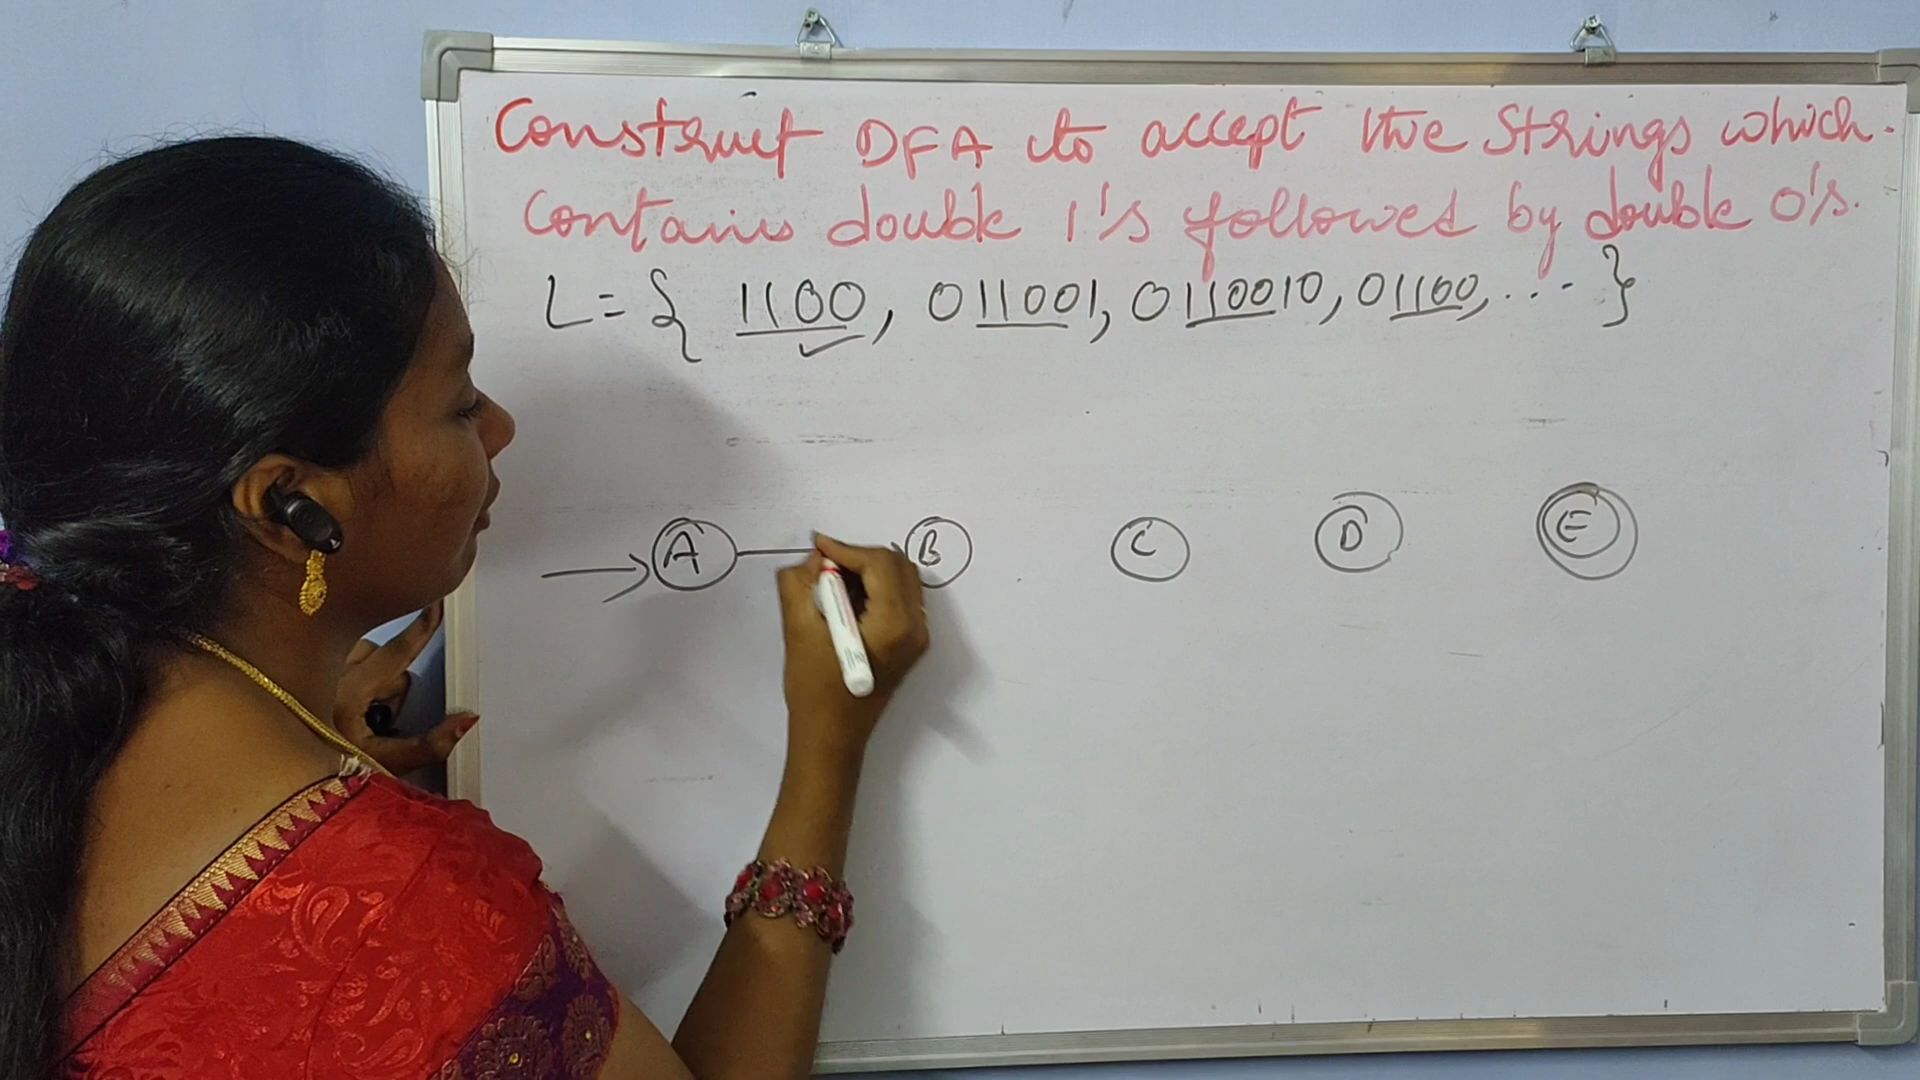 Construct DFA to accept the strings which
contains double 1's followed by double 0's.
L = { 1100, 011001, 0110010, 01100, ... }
A B C D E